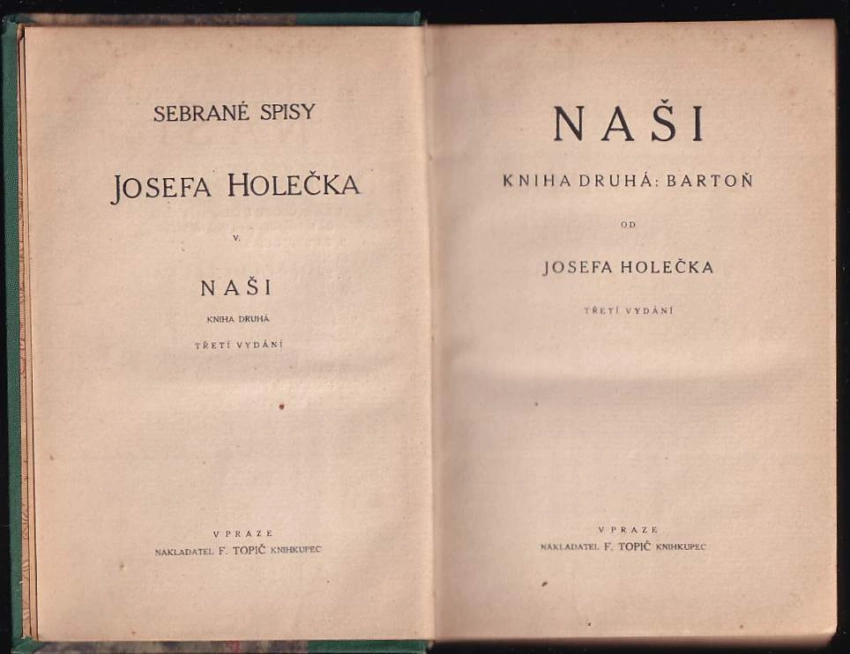 SEBRANÉ SPISY
JOSEFA HOLEČKA
V.
NAŠI
KNIHA DRUHÁ
TŘETÍ VYDÁNÍ
V PRAZE
NAKLADATEL F. TOPIČ KNIHKUPEC
NAŠI
KNIHA DRUHÁ: BARTOŇ
OD
JOSEFA HOLEČKA
TŘETÍ VYDÁNÍ
V PRAZE
NAKLADATEL F. TOPIČ KNIHKUPEC